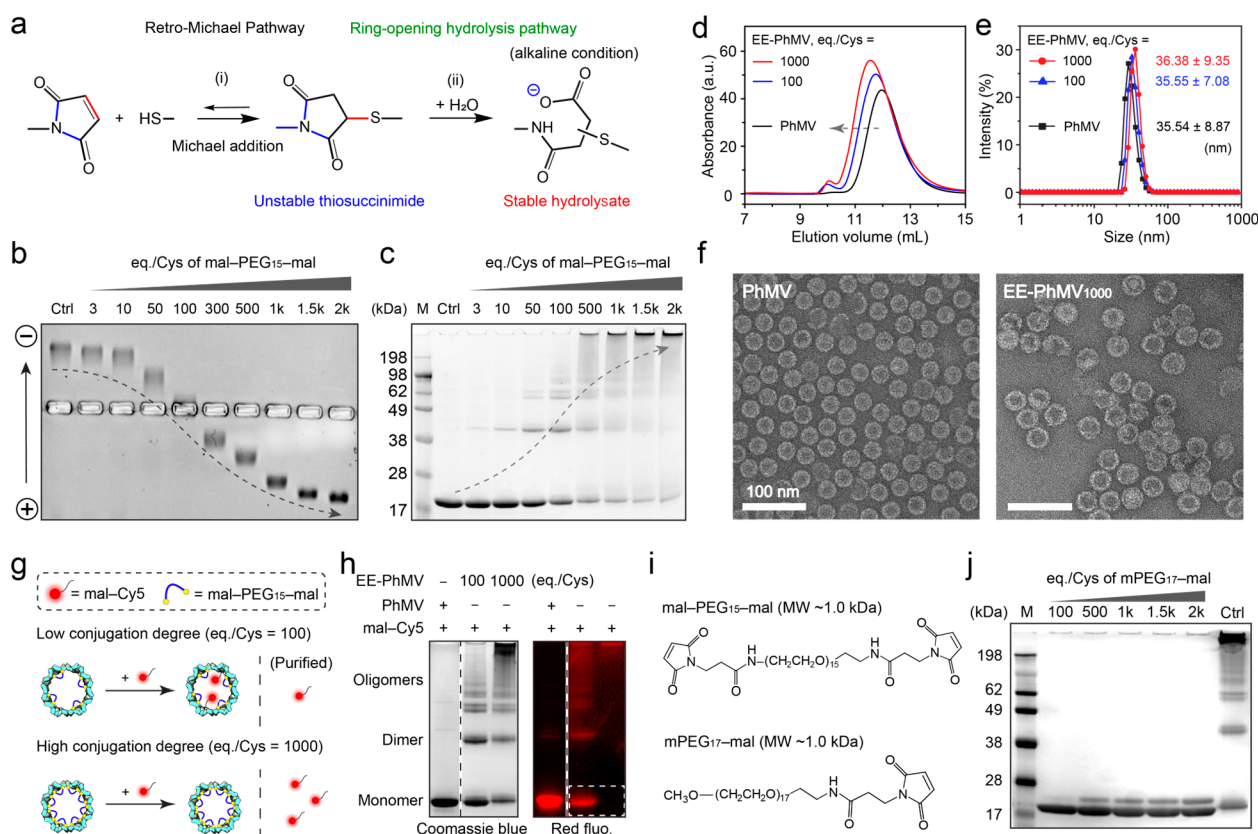 a
Retro-Michael Pathway
Ring-opening hydrolysis pathway
(alkaline condition)
(i)
(ii)
+ H₂O
+ HS
Michael addition
O
O
N
O
O
N
S
⊖
O
O
NH
O
S
Unstable thiosuccinimide
Stable hydrolysate
d
EE-PhMV, eq./Cys =
1000
100
PhMV
60
50
40
30
20
10
0
Absorbance (a.u.)
7 9 11 13 15
Elution volume (mL)
e
EE-PhMV, eq./Cys =
1000 36.38 ± 9.35
100 35.55 ± 7.08
PhMV 35.54 ± 8.87
(nm)
30
20
10
0
Intensity (%)
1 10 100 1000
Size (nm)
b
eq./Cys of mal–PEG₁₅–mal
Ctrl 3 10 50 100 300 500 1k 1.5k 2k
−
+
c
eq./Cys of mal–PEG₁₅–mal
(kDa) M Ctrl 3 10 50 100 500 1k 1.5k 2k
198
98
62
49
38
28
17
f
PhMV
100 nm
EE-PhMV₁₀₀₀
g
= mal–Cy5 = mal–PEG₁₅–mal
Low conjugation degree (eq./Cys = 100)
(Purified)
+
High conjugation degree (eq./Cys = 1000)
+
h
EE-PhMV – 100 1000 (eq./Cys)
PhMV + – – + – –
mal–Cy5 + + + + + +
Oligomers
Dimer
Monomer
Coomassie blue
Red fluo.
i
mal–PEG₁₅–mal (MW ~1.0 kDa)
O
N
O
O
NH
(CH₂CH₂O)₁₅
H
N
O
O
N
O
mPEG₁₇–mal (MW ~1.0 kDa)
CH₃O
(CH₂CH₂O)₁₇
H
N
O
O
N
O
j
eq./Cys of mPEG₁₇–mal
(kDa) M 100 500 1k 1.5k 2k Ctrl
198
62
49
38
28
17